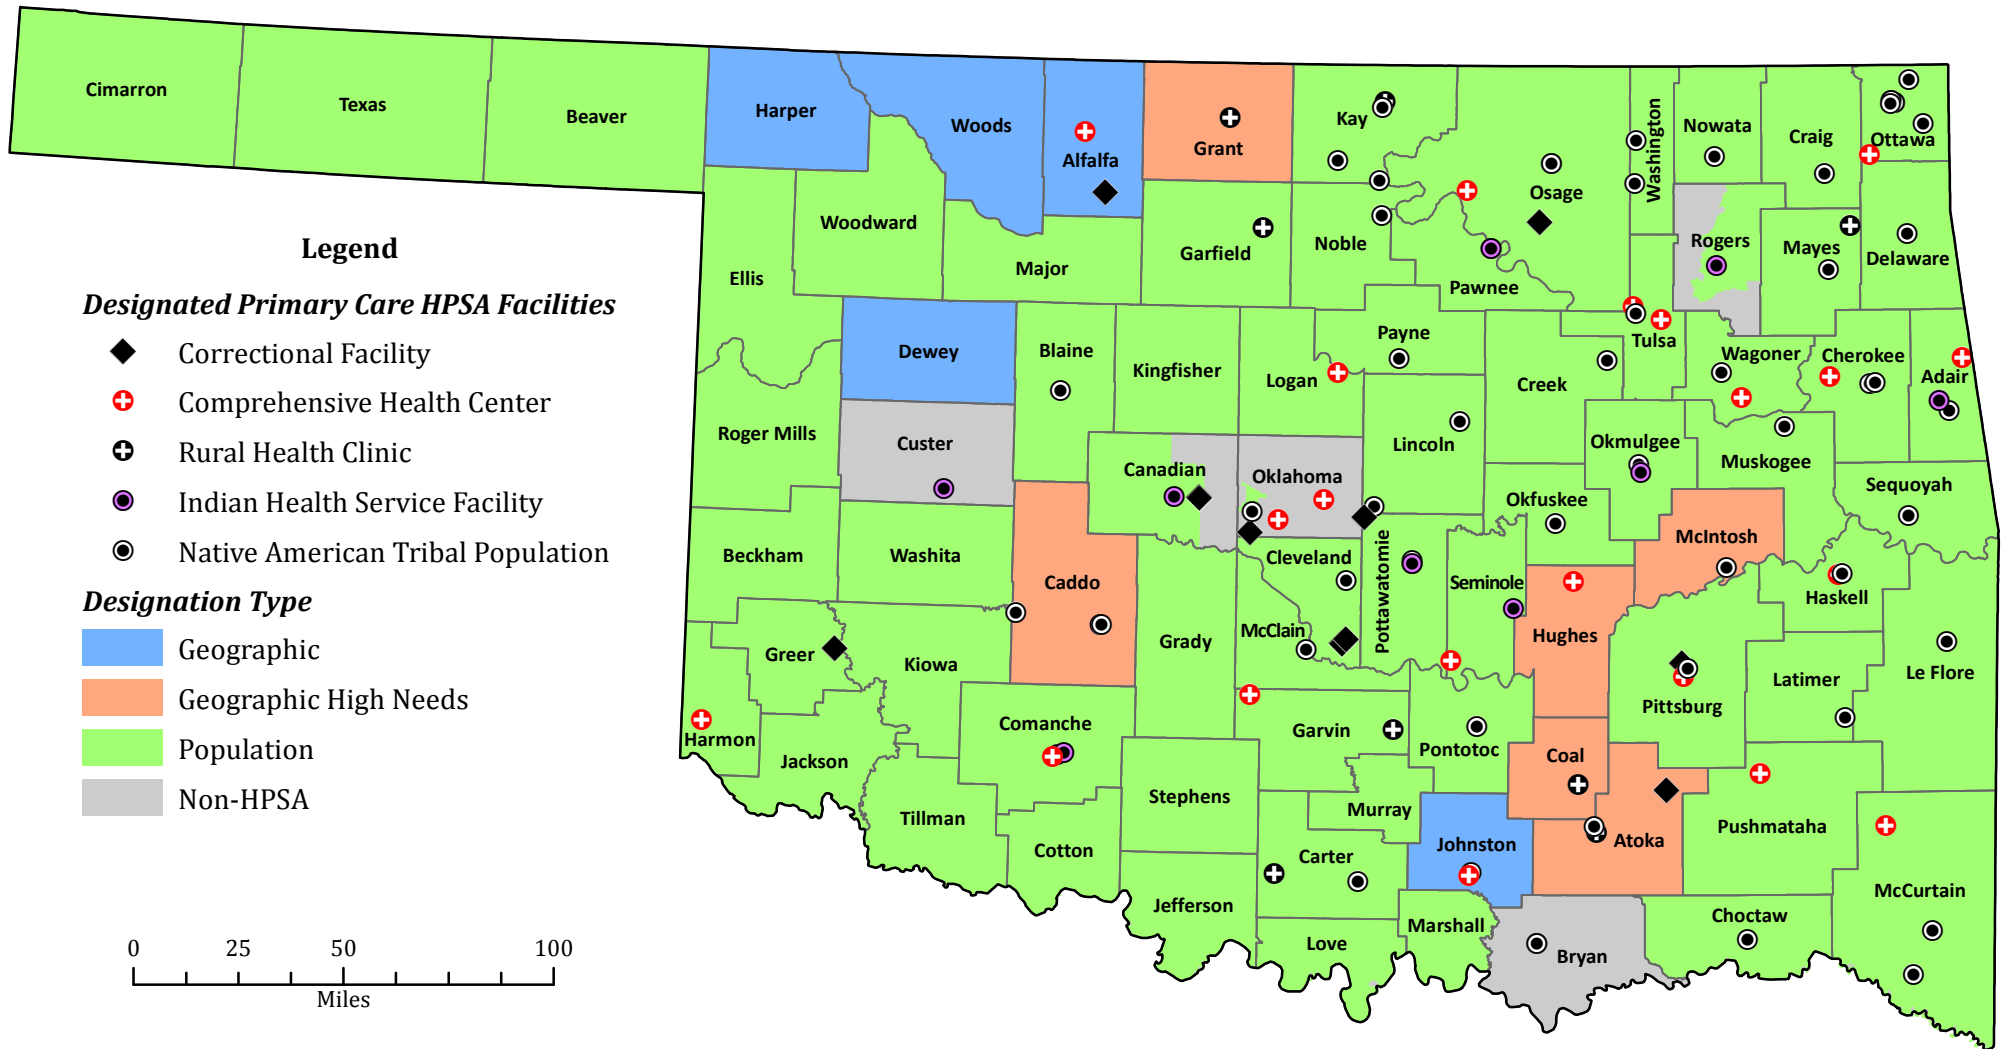 Cimarron
Texas
Beaver
Harper
Woods
Alfalfa
Grant
Kay
Osage
Washington
Nowata
Craig
Ottawa
Woodward
Ellis
Major
Garfield
Noble
Pawnee
Rogers
Mayes
Delaware
Dewey
Blaine
Kingfisher
Logan
Payne
Creek
Tulsa
Wagoner
Cherokee
Adair
Roger Mills
Custer
Canadian
Oklahoma
Lincoln
Okmulgee
Muskogee
Sequoyah
Okfuskee
McIntosh
Beckham
Washita
Caddo
Grady
Cleveland
McClain
Pottawatomie
Seminole
Hughes
Haskell
Pittsburg
Latimer
Le Flore
Greer
Kiowa
Harmon
Jackson
Comanche
Garvin
Pontotoc
Coal
Tillman
Cotton
Stephens
Murray
Carter
Johnston
Atoka
Pushmataha
McCurtain
Jefferson
Love
Marshall
Bryan
Choctaw
Legend
Designated Primary Care HPSA Facilities
Correctional Facility
Comprehensive Health Center
Rural Health Clinic
Indian Health Service Facility
Native American Tribal Population
Designation Type
Geographic
Geographic High Needs
Population
Non-HPSA
0 25 50 100
Miles